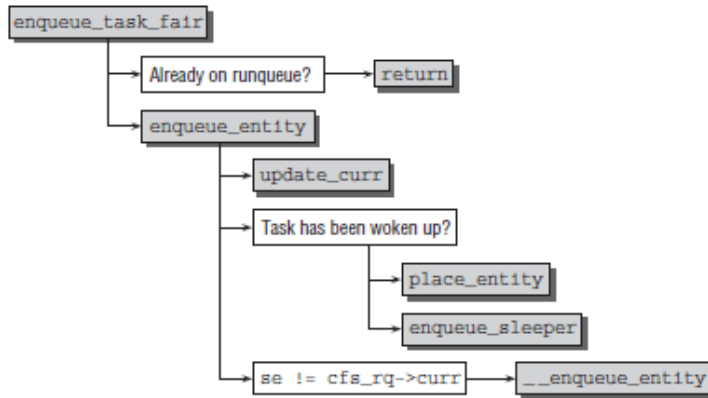 enqueue_task_fair
Already on runqueue?
return
enqueue_entity
update_curr
Task has been woken up?
place_entity
enqueue_sleeper
se != cfs_rq->curr
__enqueue_entity